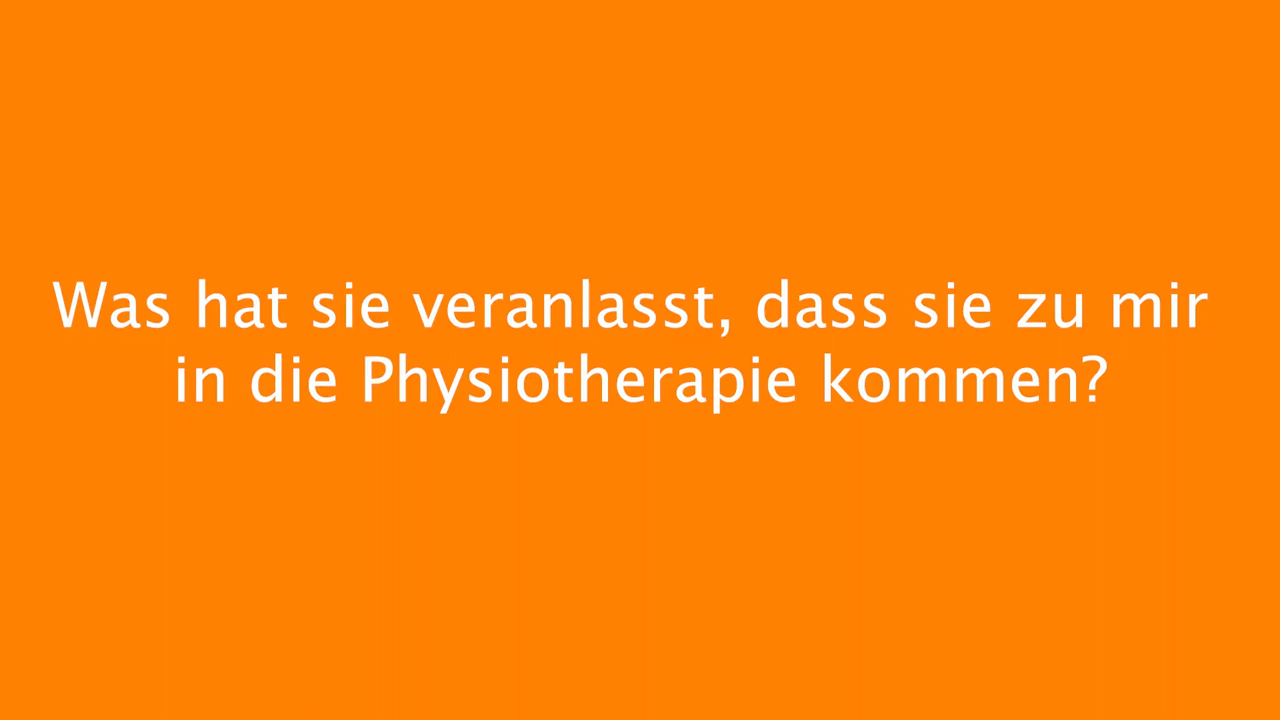 Was hat sie veranlasst, dass sie zu mir
in die Physiotherapie kommen?